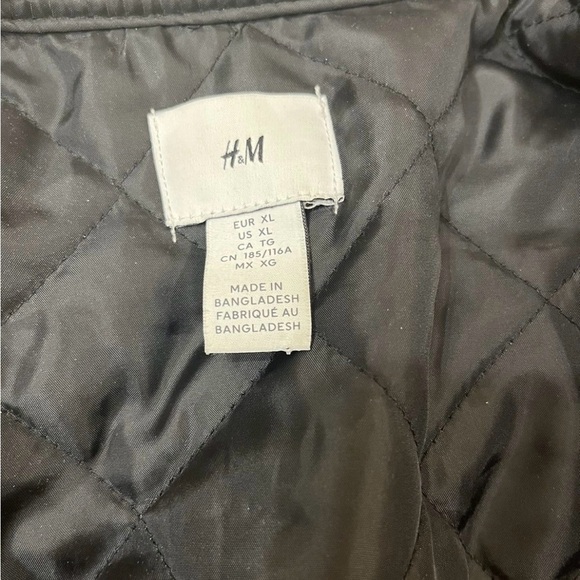 H&M
EUR XL
US XL
CA TG
CN 185/116A
MX XG
MADE IN
BANGLADESH
FABRIQUÉ AU
BANGLADESH